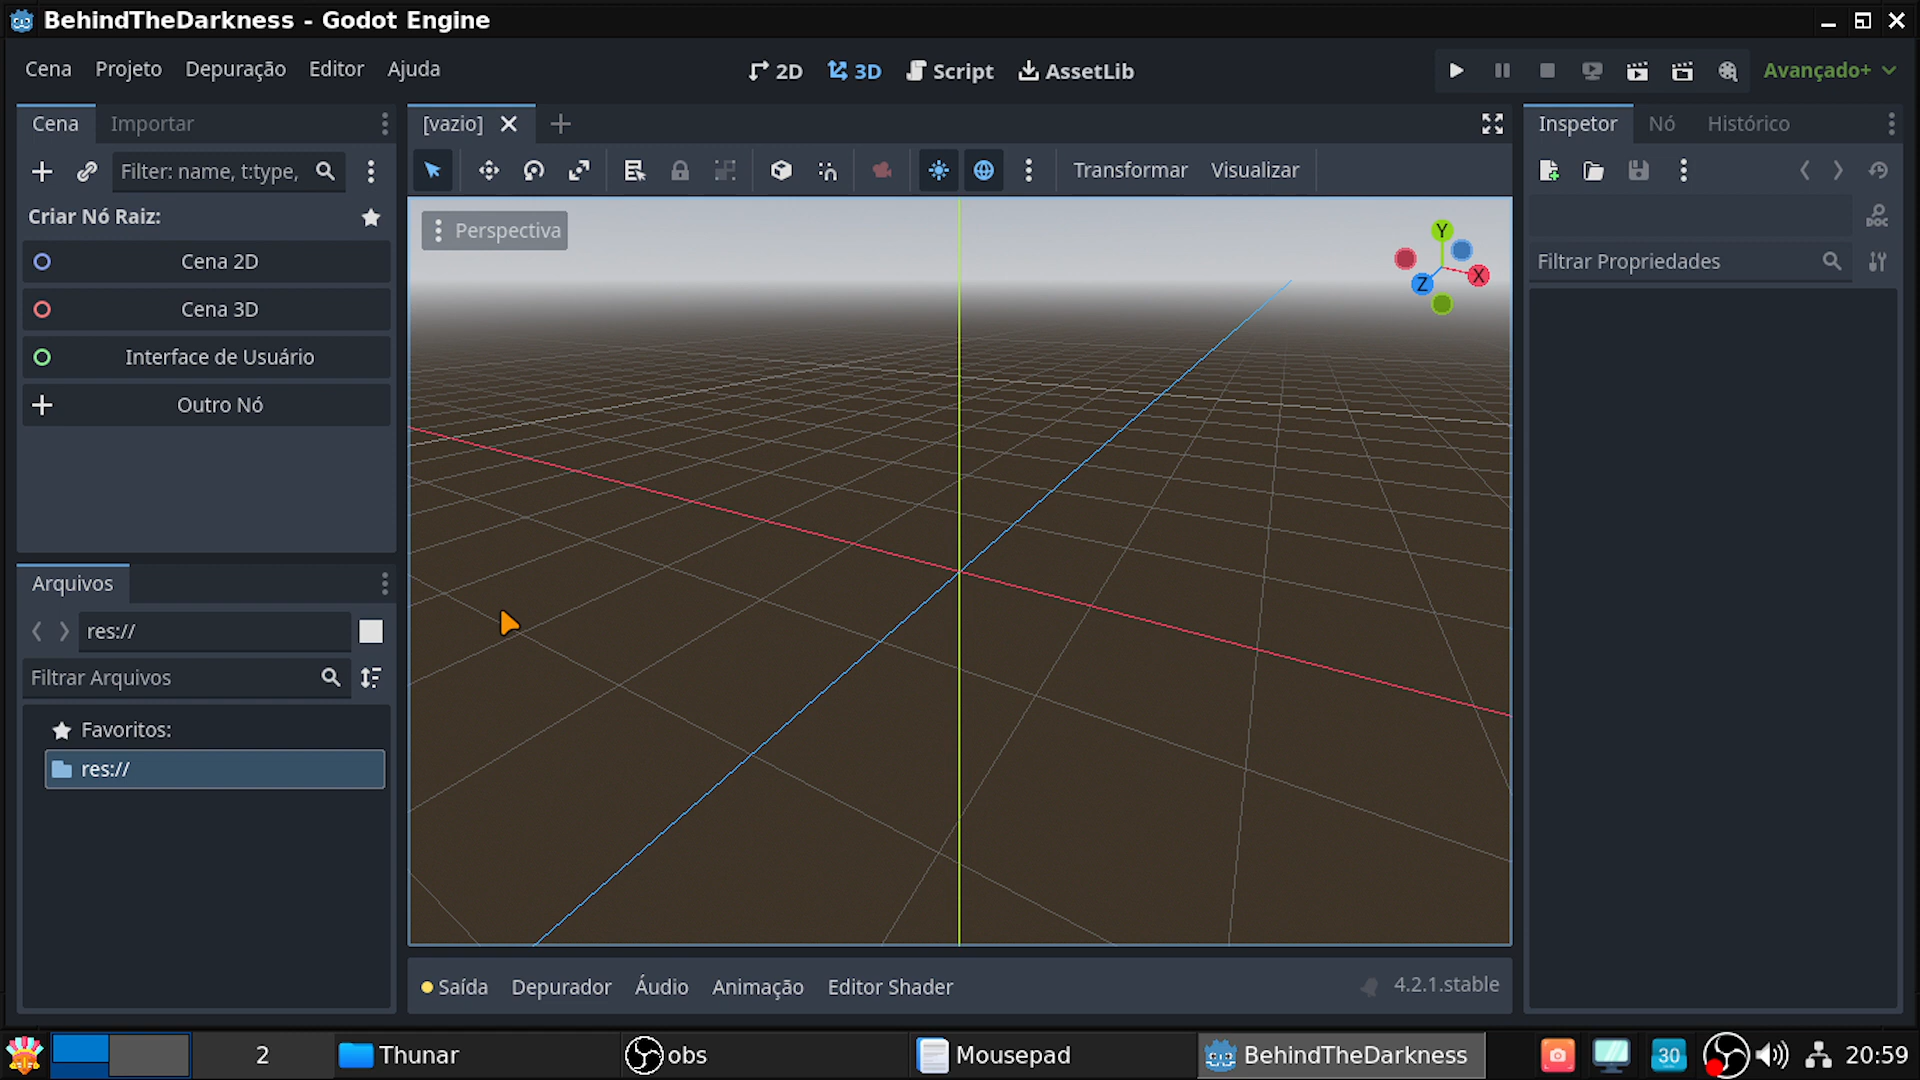 BehindTheDarkness - Godot Engine
Cena Projeto Depuração Editor Ajuda
2D 3D Script AssetLib
Avançado+
Cena Importar
[vazio]
Inspetor Nó Histórico
Filter: name, t:type,
Transformar Visualizar
Criar Nó Raiz:
Cena 2D
Cena 3D
Interface de Usuário
Outro Nó
Perspectiva
Y
X
Z
Filtrar Propriedades
Arquivos
res://
Filtrar Arquivos
Favoritos:
res://
Saída Depurador Áudio Animação Editor Shader
4.2.1.stable
2 Thunar obs Mousepad BehindTheDarkness 30 20:59